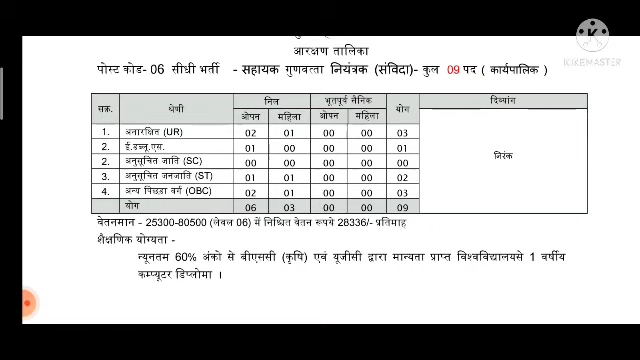 आरक्षण तालिका
पोस्ट कोड- 06 सीधी भर्ती - सहायक गुणवत्ता नियंत्रक (संविदा)- कुल 09 पद ( कार्यपालिक )
सक्र. श्रेणी निल भूतपूर्व सैनिक योग दिव्यांग
ओपन महिला ओपन महिला
1. अनारक्षित (UR) 02 01 00 00 03 निरंक
2. ई.डब्लू.एस. 01 00 00 00 01
2. अनुसूचित जाति (SC) 00 00 00 00 00
3. अनुसूचित जनजाति (ST) 01 01 00 00 02
4. अन्य पिछडा वर्ग (OBC) 02 01 00 00 03
योग 06 03 00 00 09
वेतनमान - 25300-80500 (लेवल 06) में निश्चित वेतन रूपये 28336/- प्रतिमाह
शैक्षणिक योग्यता -
न्यूनतम 60% अंको से बीएससी (कृषि) एवं यूजीसी द्वारा मान्यता प्राप्त विश्वविद्यालयसे 1 वर्षीय
कम्प्यूटर डिप्लोमा ।
KINEMASTER